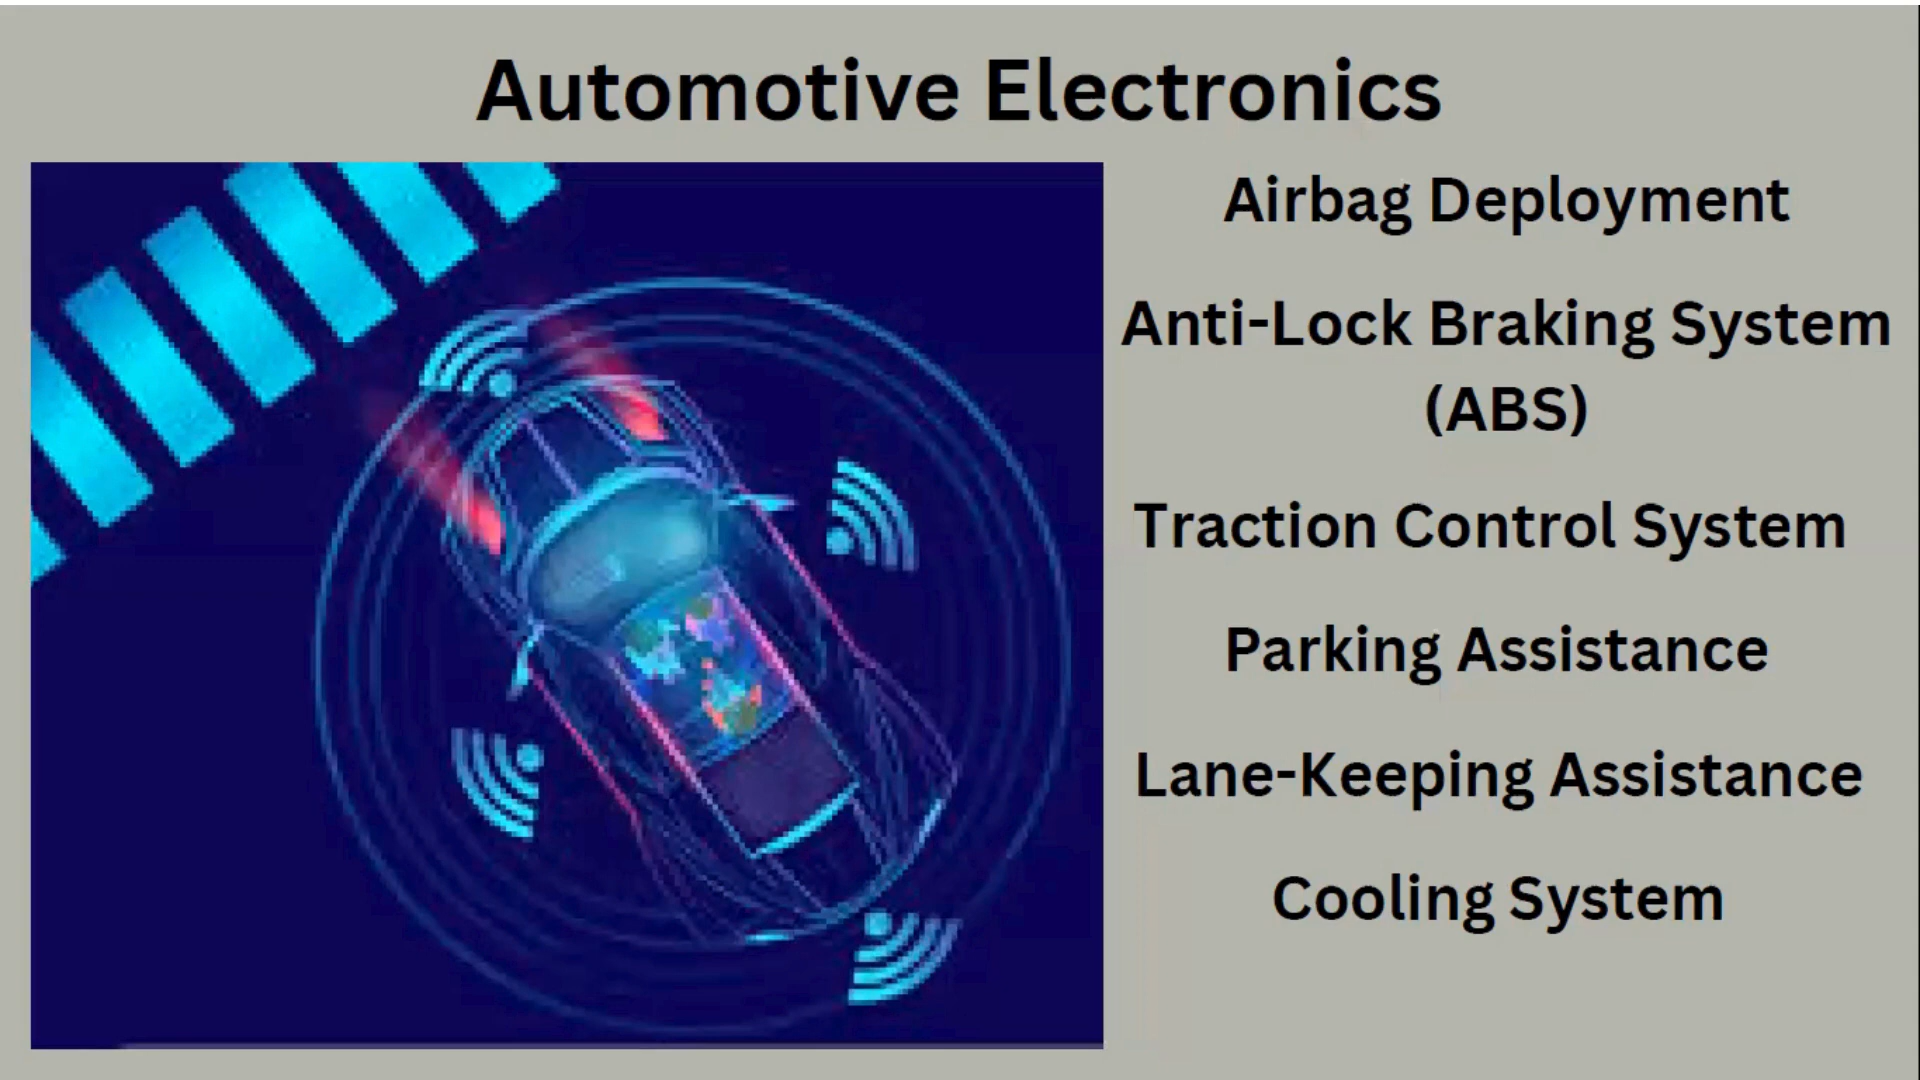 Automotive Electronics
Airbag Deployment
Anti-Lock Braking System
(ABS)
Traction Control System
Parking Assistance
Lane-Keeping Assistance
Cooling System